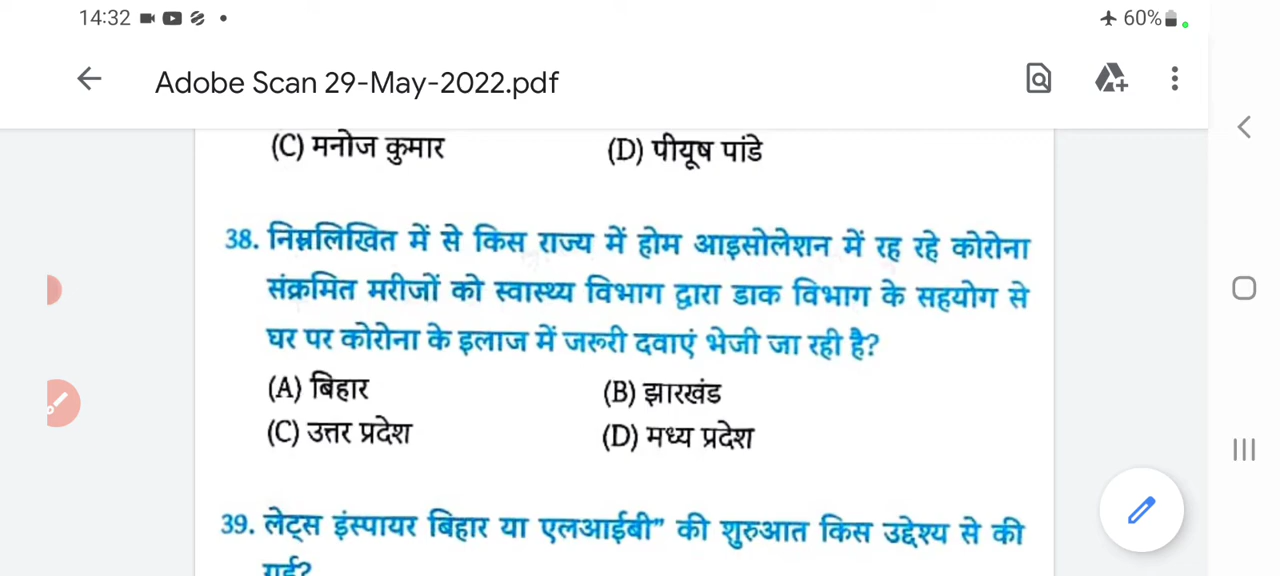 14:32
60%
Adobe Scan 29-May-2022.pdf
(C) मनोज कुमार (D) पीयूष पांडे
38. निम्नलिखित में से किस राज्य में होम आइसोलेशन में रह रहे कोरोना
संक्रमित मरीजों को स्वास्थ्य विभाग द्वारा डाक विभाग के सहयोग से
घर पर कोरोना के इलाज में जरूरी दवाएं भेजी जा रही है?
(A) बिहार (B) झारखंड
(C) उत्तर प्रदेश (D) मध्य प्रदेश
39. लेट्स इंस्पायर बिहार या एलआईबी” की शुरुआत किस उद्देश्य से की
गई?